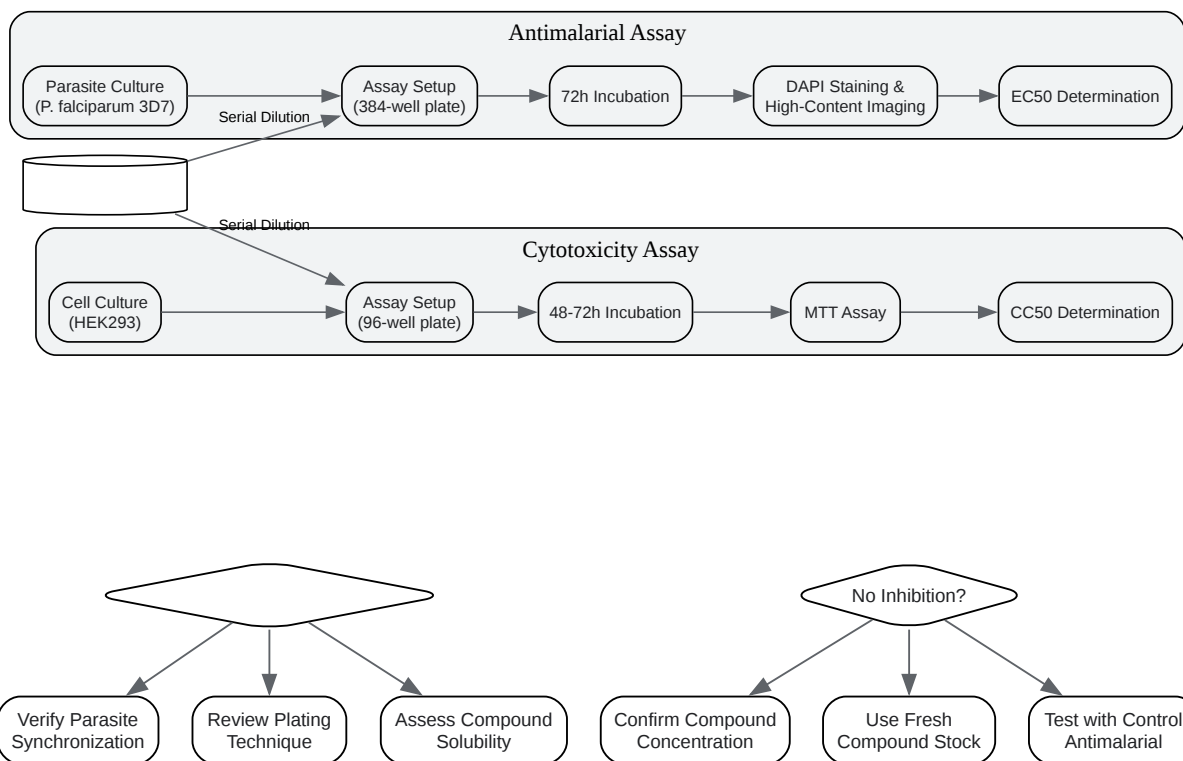 Antimalarial Assay
Parasite Culture
(P. falciparum 3D7)
Assay Setup
(384-well plate)
72h Incubation
DAPI Staining &
High-Content Imaging
EC50 Determination
Serial Dilution
Serial Dilution
Cytotoxicity Assay
Cell Culture
(HEK293)
Assay Setup
(96-well plate)
48-72h Incubation
MTT Assay
CC50 Determination
No Inhibition?
Verify Parasite
Synchronization
Review Plating
Technique
Assess Compound
Solubility
Confirm Compound
Concentration
Use Fresh
Compound Stock
Test with Control
Antimalarial